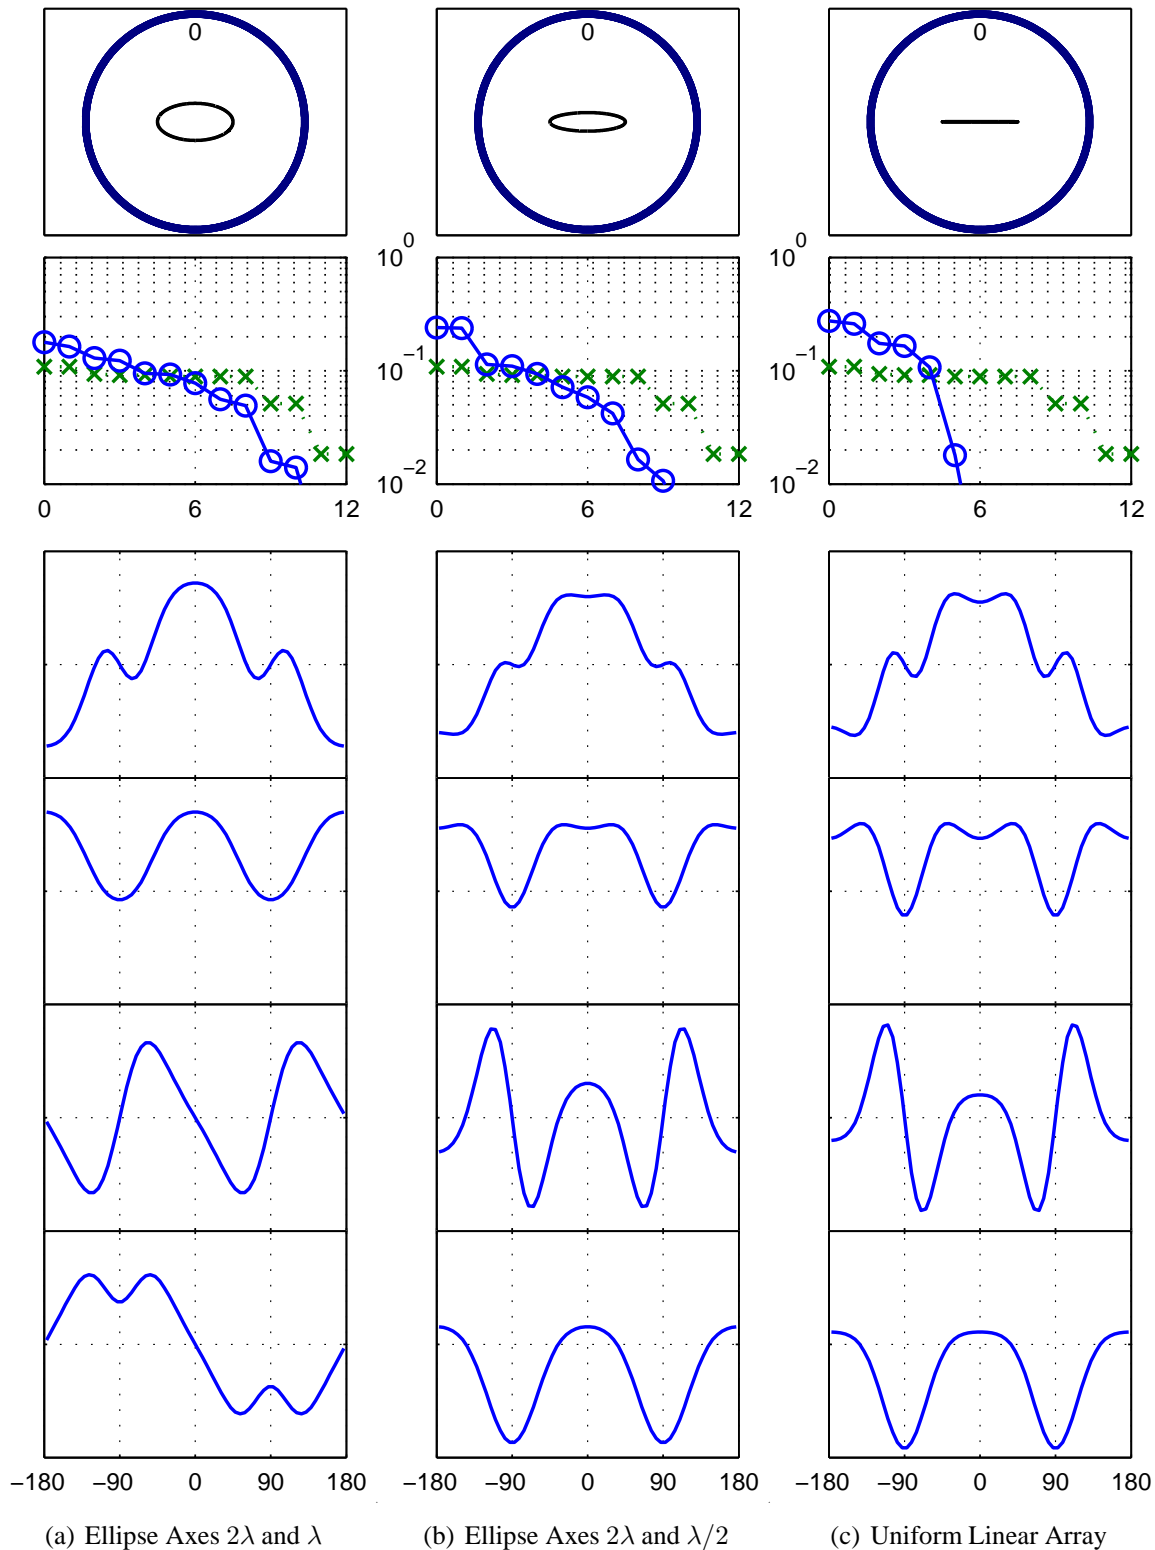 0 0 0
10^0 10^0
10^−1 10^−1
10^−2 10^−2
0 6 12 0 6 12 0 6 12
−180 −90 0 90 180 −90 0 90 180 −180 −90 0 90 180
(a) Ellipse Axes 2λ and λ (b) Ellipse Axes 2λ and λ/2 (c) Uniform Linear Array